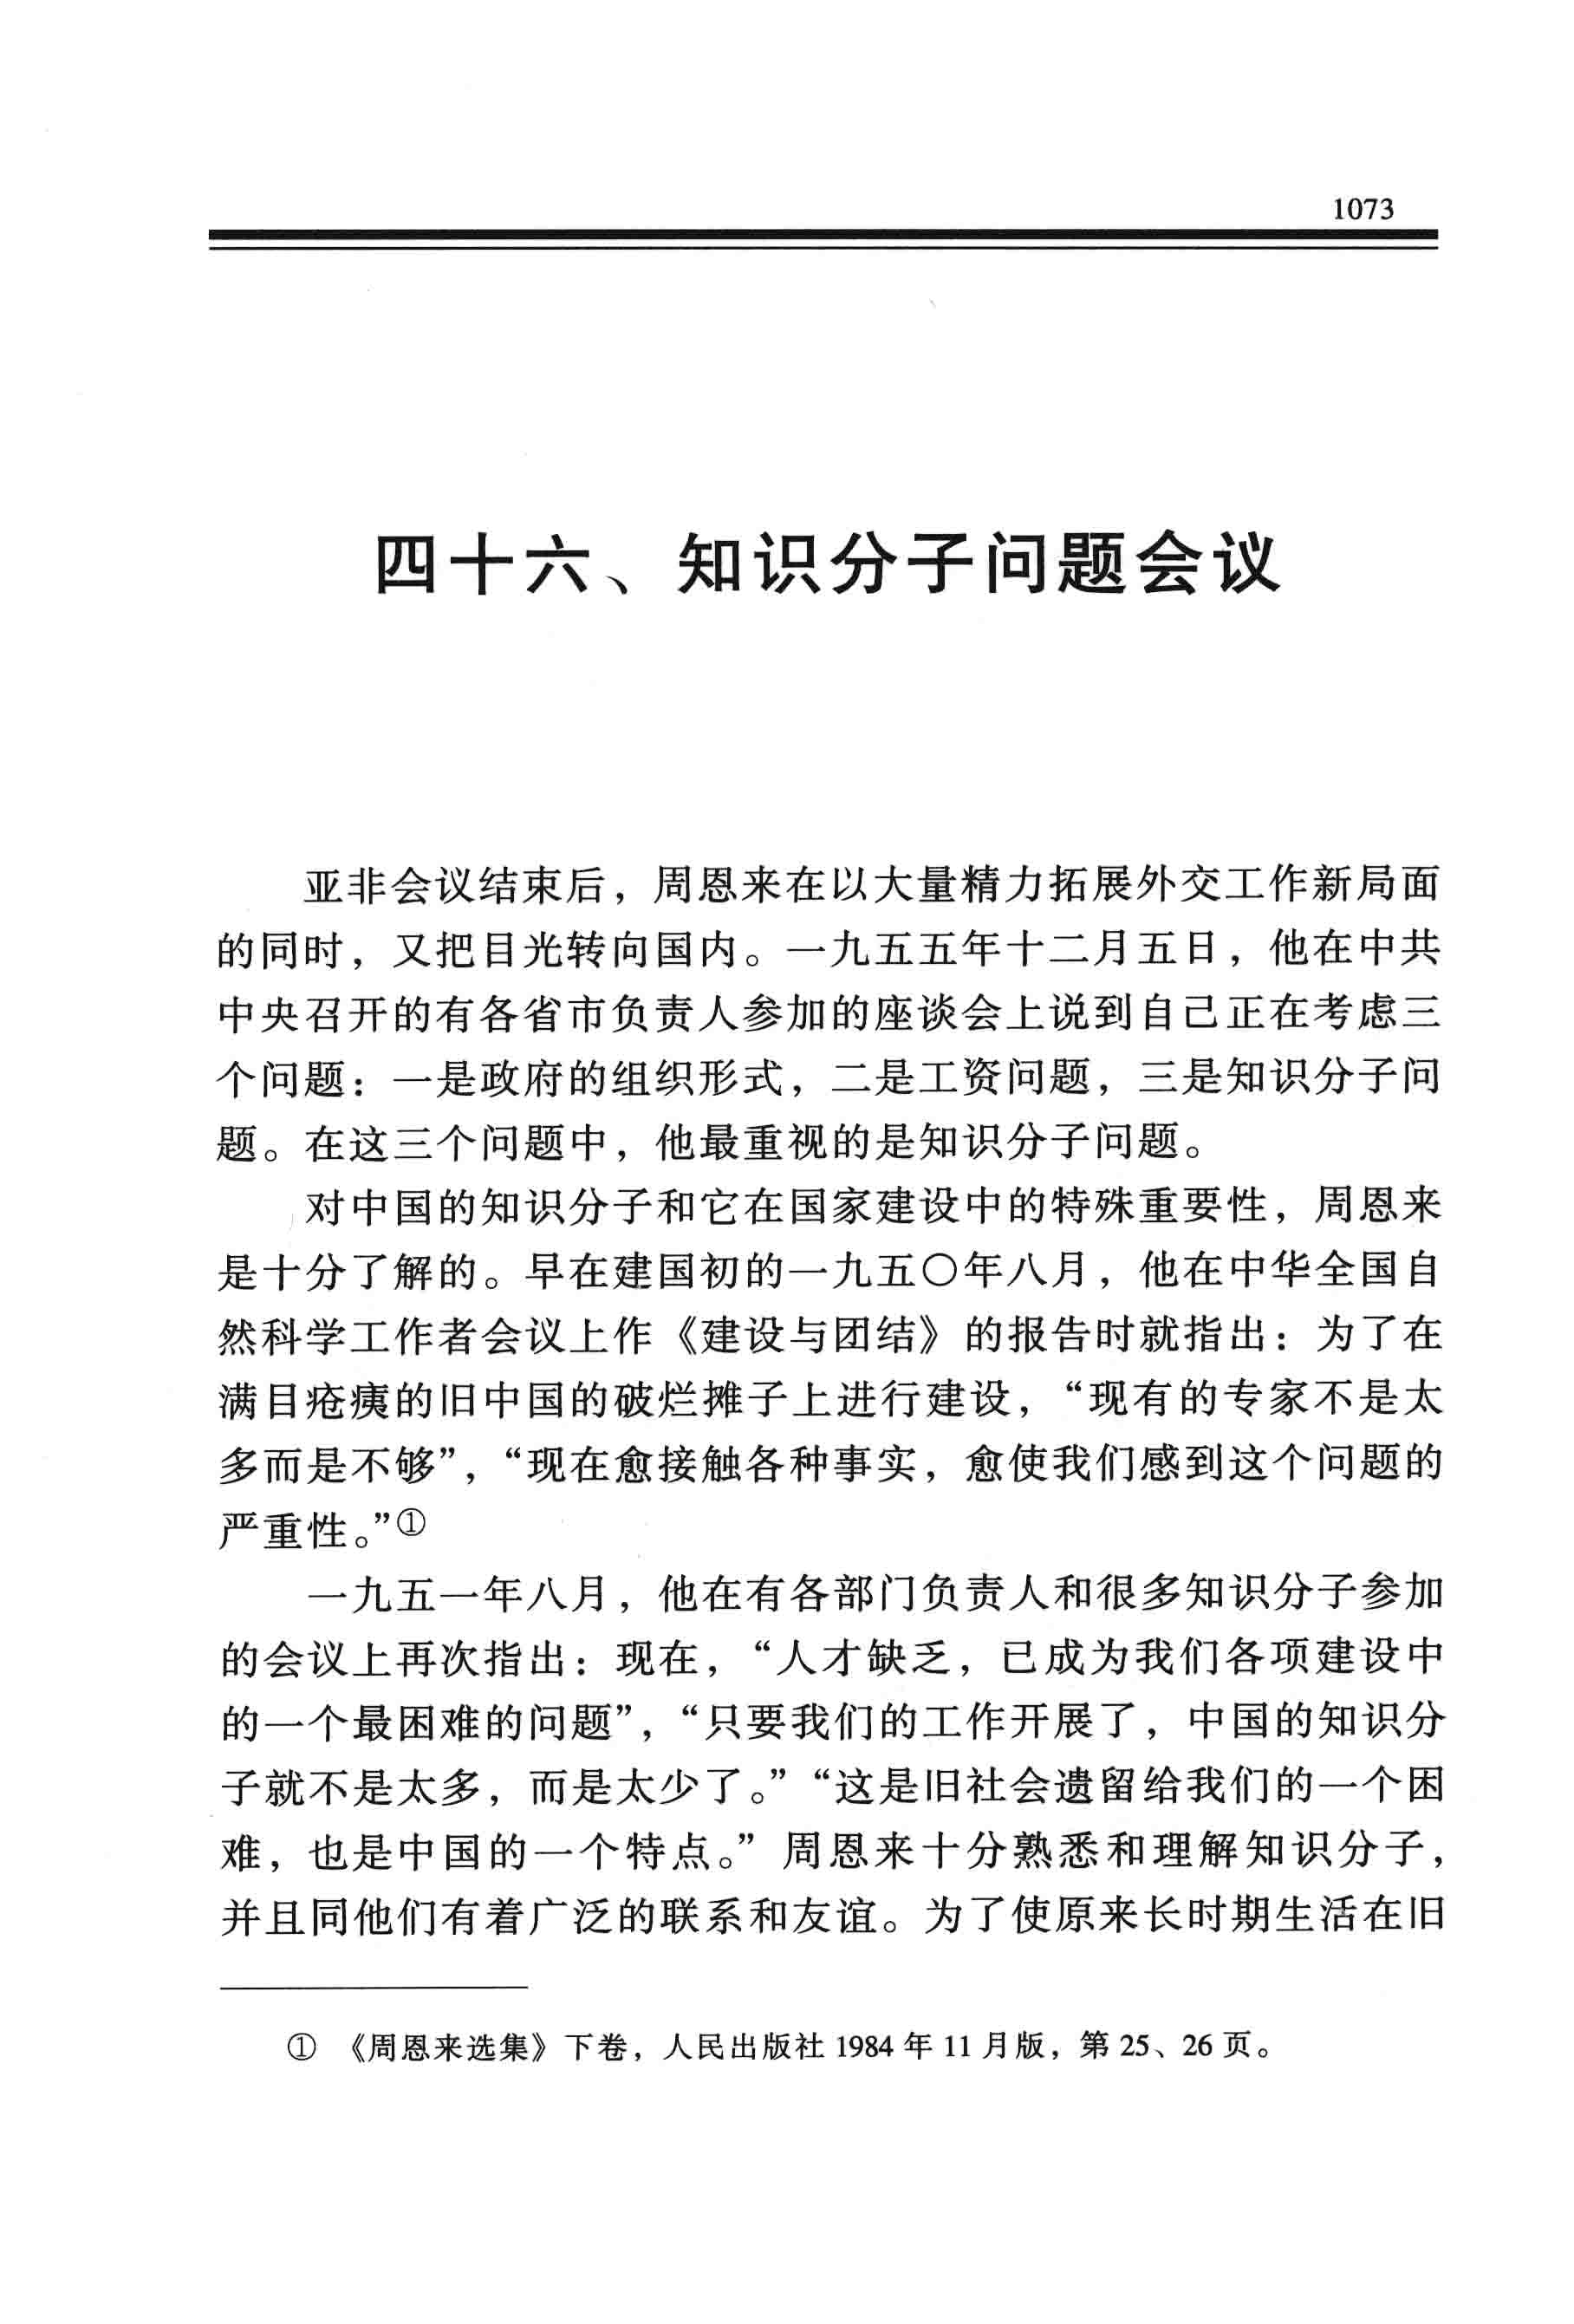 1073
四十六、知识分子问题会议
亚非会议结束后，周恩来在以大量精力拓展外交工作新局面
的同时，又把目光转向国内。一九五五年十二月五日，他在中共
中央召开的有各省市负责人参加的座谈会上说到自己正在考虑三
个问题：一是政府的组织形式，二是工资问题，三是知识分子问
题。在这三个问题中，他最重视的是知识分子问题。
对中国的知识分子和它在国家建设中的特殊重要性，周恩来
是十分了解的。早在建国初的一九五〇年八月，他在中华全国自
然科学工作者会议上作《建设与团结》的报告时就指出：为了在
满目疮痍的旧中国的破烂摊子上进行建设，“现有的专家不是太
多而是不够”，“现在愈接触各种事实，愈使我们感到这个问题的
严重性。”①
一九五一年八月，他在有各部门负责人和很多知识分子参加
的会议上再次指出：现在，“人才缺乏，已成为我们各项建设中
的一个最困难的问题”，“只要我们的工作开展了，中国的知识分
子就不是太多，而是太少了。”“这是旧社会遗留给我们的一个困
难，也是中国的一个特点。”周恩来十分熟悉和理解知识分子，
并且同他们有着广泛的联系和友谊。为了使原来长时期生活在旧
① 《周恩来选集》下卷，人民出版社 1984 年 11 月版，第 25、26 页。